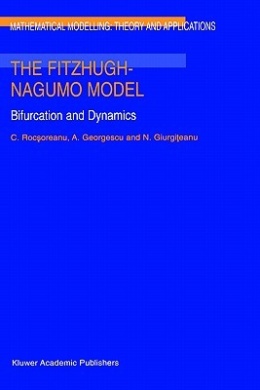 MATHEMATICAL MODELLING: THEORY AND APPLICATIONS
THE FITZHUGH-
NAGUMO MODEL
Bifurcation and Dynamics
C. Rocşoreanu, A. Georgescu and N. Giurgiţeanu
Kluwer Academic Publishers